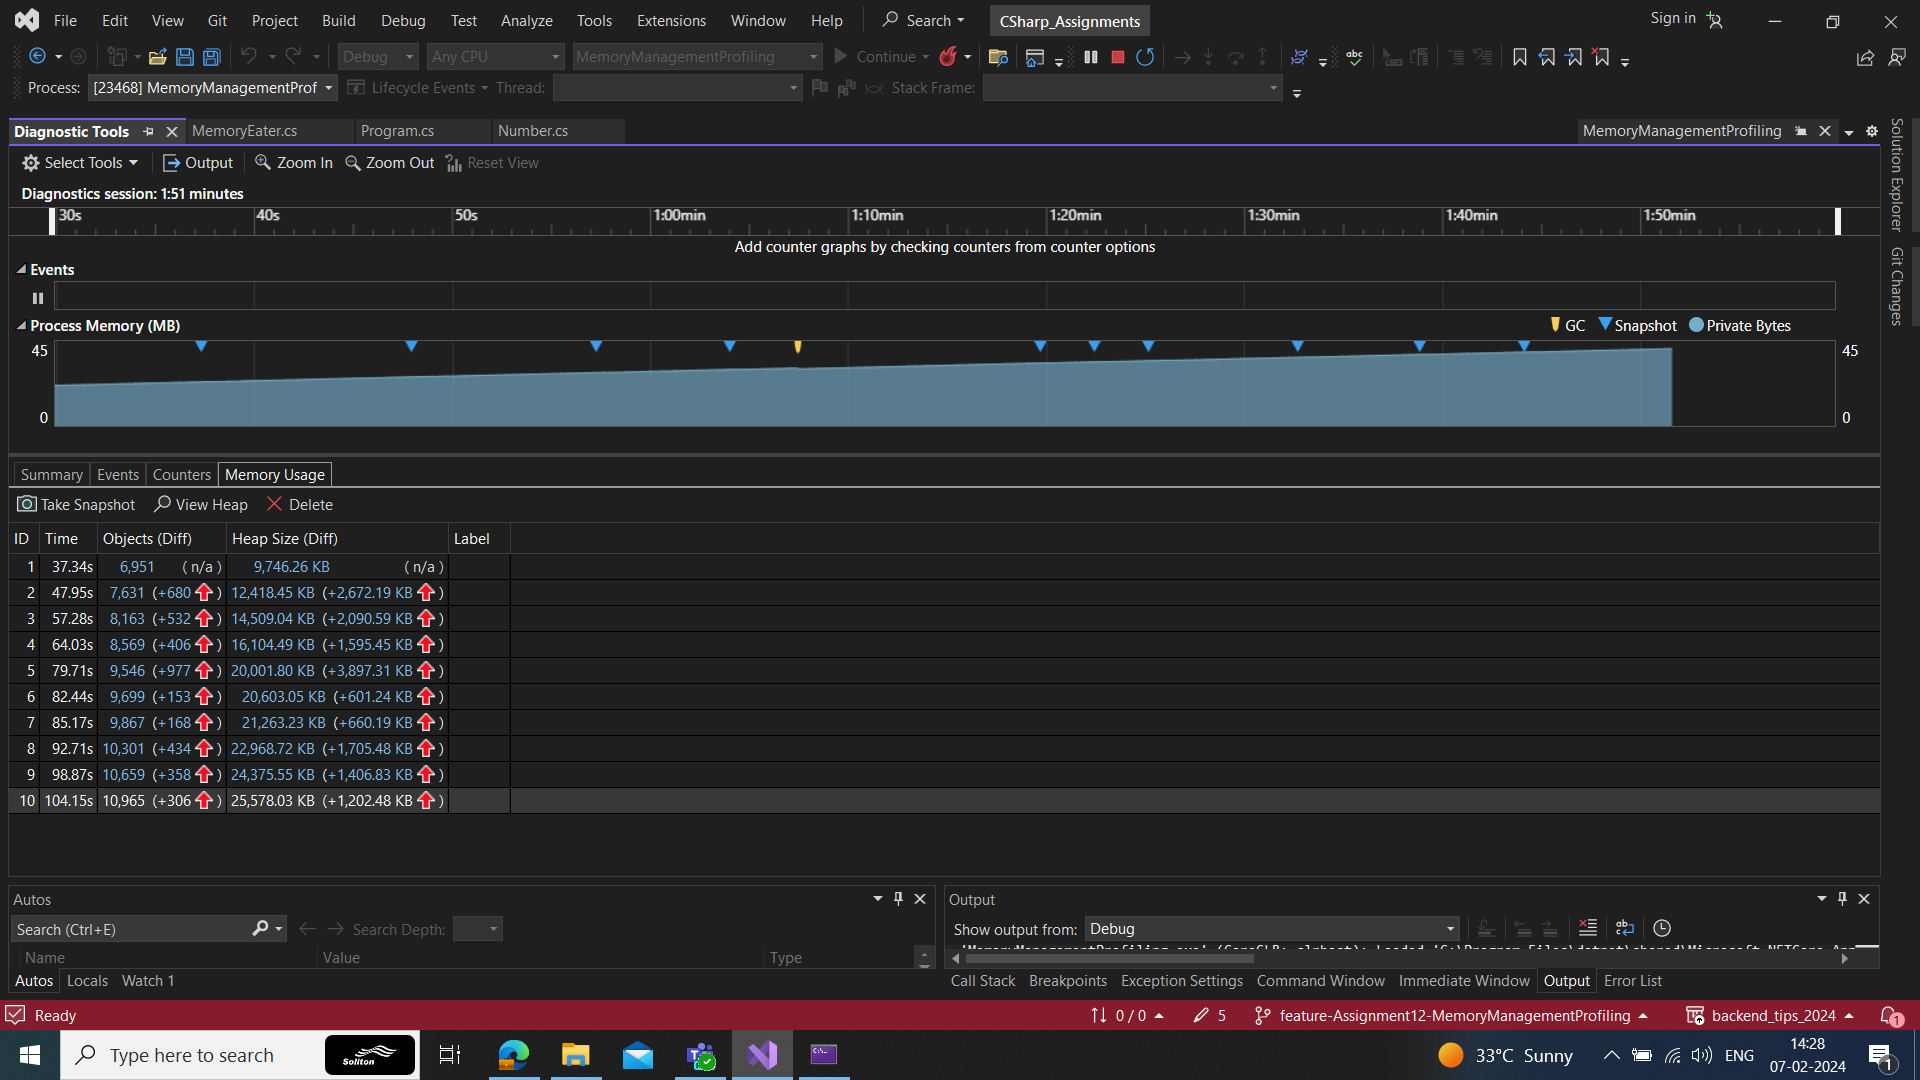 File Edit View Git Project Build Debug Test Analyze Tools Extensions Window Help Search CSharp_Assignments Sign in
Debug Any CPU MemoryManagementProfiling Continue
Process: [23468] MemoryManagementProf Lifecycle Events Thread: Stack Frame:
Diagnostic Tools MemoryEater.cs Program.cs Number.cs MemoryManagementProfiling
Solution Explorer
Git Changes
Select Tools Output Zoom In Zoom Out Reset View
Diagnostics session: 1:51 minutes
30s 40s 50s 1:00min 1:10min 1:20min 1:30min 1:40min 1:50min
Add counter graphs by checking counters from counter options
Events
Process Memory (MB) GC Snapshot Private Bytes
45 45
0 0
Summary Events Counters Memory Usage
Take Snapshot View Heap Delete
ID Time Objects (Diff) Heap Size (Diff) Label
1 37.34s 6,951 ( n/a ) 9,746.26 KB ( n/a )
2 47.95s 7,631 (+680 ) 12,418.45 KB (+2,672.19 KB )
3 57.28s 8,163 (+532 ) 14,509.04 KB (+2,090.59 KB )
4 64.03s 8,569 (+406 ) 16,104.49 KB (+1,595.45 KB )
5 79.71s 9,546 (+977 ) 20,001.80 KB (+3,897.31 KB )
6 82.44s 9,699 (+153 ) 20,603.05 KB (+601.24 KB )
7 85.17s 9,867 (+168 ) 21,263.23 KB (+660.19 KB )
8 92.71s 10,301 (+434 ) 22,968.72 KB (+1,705.48 KB )
9 98.87s 10,659 (+358 ) 24,375.55 KB (+1,406.83 KB )
10 104.15s 10,965 (+306 ) 25,578.03 KB (+1,202.48 KB )
Autos
Search (Ctrl+E) Search Depth:
Name Value Type
Autos Locals Watch 1
Output
Show output from: Debug
Call Stack Breakpoints Exception Settings Command Window Immediate Window Output Error List
Ready 0 / 0 5 feature-Assignment12-MemoryManagementProfiling backend_tips_2024 1
Type here to search Soliton 33°C Sunny ENG 14:28
07-02-2024 1